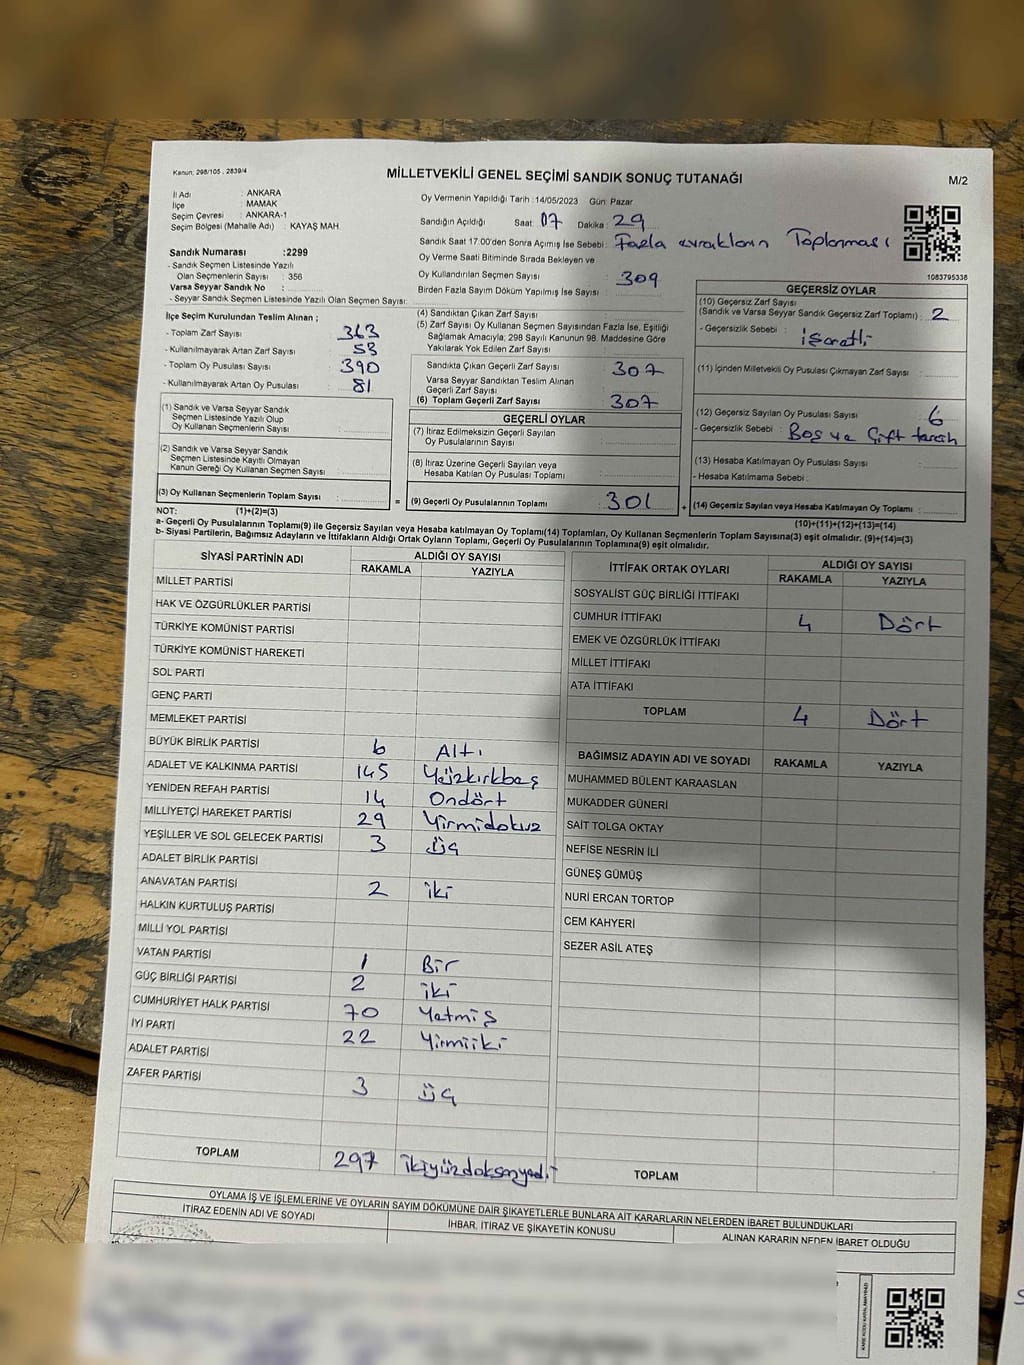 Kanun; 298/105 , 2839/4
MİLLETVEKİLİ GENEL SEÇİMİ SANDIK SONUÇ TUTANAĞI
M/2
İl Adı : ANKARA
İlçe : MAMAK
Seçim Çevresi : ANKARA-1
Seçim Bölgesi (Mahalle Adı) : KAYAŞ MAH.
Sandık Numarası :2299
- Sandık Seçmen Listesinde Yazılı
Olan Seçmenlerin Sayısı : 356
Varsa Seyyar Sandık No :
- Seyyar Sandık Seçmen Listesinde Yazılı Olan Seçmen Sayısı:
Oy Vermenin Yapıldığı Tarih :14/05/2023 Gün: Pazar
Sandığın Açıldığı Saat: 07 Dakika : 29
Sandık Saat 17.00'den Sonra Açımış İse Sebebi: Fazla evrakların Toplanması
Oy Verme Saati Bitiminde Sırada Bekleyen ve
Oy Kullandırılan Seçmen Sayısı : 309
Birden Fazla Sayım Döküm Yapılmış İse Sayısı :
1083795336
İlçe Seçim Kurulundan Teslim Alınan ;
- Toplam Zarf Sayısı : 363
- Kullanılmayarak Artan Zarf Sayısı : 53
- Toplam Oy Pusulası Sayısı : 390
- Kullanılmayarak Artan Oy Pusulası : 81
(1) Sandık ve Varsa Seyyar Sandık
Seçmen Listesinde Yazılı Olup
Oy Kullanan Seçmenlerin Sayısı :
(2) Sandık ve Varsa Seyyar Sandık
Seçmen Listesinde Kayıtlı Olmayan
Kanun Gereği Oy Kullanan Seçmen Sayısı :
(3) Oy Kullanan Seçmenlerin Toplam Sayısı :
(4) Sandıktan Çıkan Zarf Sayısı :
(5) Zarf Sayısı Oy Kullanan Seçmen Sayısından Fazla İse, Eşitliği
Sağlamak Amacıyla; 298 Sayılı Kanunun 98. Maddesine Göre
Yakılarak Yok Edilen Zarf Sayısı :
Sandıkta Çıkan Geçerli Zarf Sayısı : 307
Varsa Seyyar Sandıktan Teslim Alınan
Geçerli Zarf Sayısı :
(6) Toplam Geçerli Zarf Sayısı : 307
GEÇERLİ OYLAR
(7) İtiraz Edilmeksizin Geçerli Sayılan
Oy Pusulalarının Sayısı :
(8) İtiraz Üzerine Geçerli Sayılan veya
Hesaba Katılan Oy Pusulası Toplamı :
= (9) Geçerli Oy Pusulalarının Toplamı : 301 +
GEÇERSİZ OYLAR
(10) Geçersiz Zarf Sayısı
(Sandık ve Varsa Seyyar Sandık Geçersiz Zarf Toplamı) : 2
- Geçersizlik Sebebi : işaretli
(11) İçinden Milletvekili Oy Pusulası Çıkmayan Zarf Sayısı :
(12) Geçersiz Sayılan Oy Pusulası Sayısı : 6
- Geçersizlik Sebebi : Boş ve Çift tercih
(13) Hesaba Katılmayan Oy Pusulası Sayısı :
- Hesaba Katılmama Sebebi :
(14) Geçersiz Sayılan veya Hesaba Katılmayan Oy Toplamı :
NOT: (1)+(2)=(3)
(10)+(11)+(12)+(13)=(14)
a- Geçerli Oy Pusulalarının Toplamı(9) ile Geçersiz Sayılan veya Hesaba katılmayan Oy Toplamı(14) Toplamları, Oy Kullanan Seçmenlerin Toplam Sayısına(3) eşit olmalıdır. (9)+(14)=(3)
b- Siyasi Partilerin, Bağımsız Adayların ve İttifakların Aldığı Ortak Oyların Toplamı, Geçerli Oy Pusulalarının Toplamına(9) eşit olmalıdır.
SİYASİ PARTİNİN ADI ALDIĞI OY SAYISI
RAKAMLA YAZIYLA
MİLLET PARTİSİ
HAK VE ÖZGÜRLÜKLER PARTİSİ
TÜRKİYE KOMÜNİST PARTİSİ
TÜRKİYE KOMÜNİST HAREKETİ
SOL PARTİ
GENÇ PARTİ
MEMLEKET PARTİSİ
BÜYÜK BİRLİK PARTİSİ 6 Altı
ADALET VE KALKINMA PARTİSİ 145 Yüzkırkbeş
YENİDEN REFAH PARTİSİ 14 Ondört
MİLLİYETÇİ HAREKET PARTİSİ 29 Yirmidokuz
YEŞİLLER VE SOL GELECEK PARTİSİ 3 üç
ADALET BİRLİK PARTİSİ
ANAVATAN PARTİSİ 2 iki
HALKIN KURTULUŞ PARTİSİ
MİLLİ YOL PARTİSİ
VATAN PARTİSİ 1 Bir
GÜÇ BİRLİĞİ PARTİSİ 2 iki
CUMHURİYET HALK PARTİSİ 70 Yetmiş
İYİ PARTİ 22 Yirmiiki
ADALET PARTİSİ
ZAFER PARTİSİ 3 üç
TOPLAM 297 ikiyüzdoksanyedi
İTTİFAK ORTAK OYLARI ALDIĞI OY SAYISI
RAKAMLA YAZIYLA
SOSYALİST GÜÇ BİRLİĞİ İTTİFAKI
CUMHUR İTTİFAKI 4 Dört
EMEK VE ÖZGÜRLÜK İTTİFAKI
MİLLET İTTİFAKI
ATA İTTİFAKI
TOPLAM 4 Dört
BAĞIMSIZ ADAYIN ADI VE SOYADI RAKAMLA YAZIYLA
MUHAMMED BÜLENT KARAASLAN
MUKADDER GÜNERİ
SAİT TOLGA OKTAY
NEFİSE NESRİN İLİ
GÜNEŞ GÜMÜŞ
NURİ ERCAN TORTOP
CEM KAHYERİ
SEZER ASİL ATEŞ
TOPLAM
OYLAMA İŞ VE İŞLEMLERİNE VE OYLARIN SAYIM DÖKÜMÜNE DAİR ŞİKAYETLERLE BUNLARA AİT KARARLARIN NELERDEN İBARET BULUNDUKLARI
İTİRAZ EDENİN ADI VE SOYADI İHBAR, İTİRAZ VE ŞİKAYETİN KONUSU ALINAN KARARIN NEDEN İBARET OLDUĞU